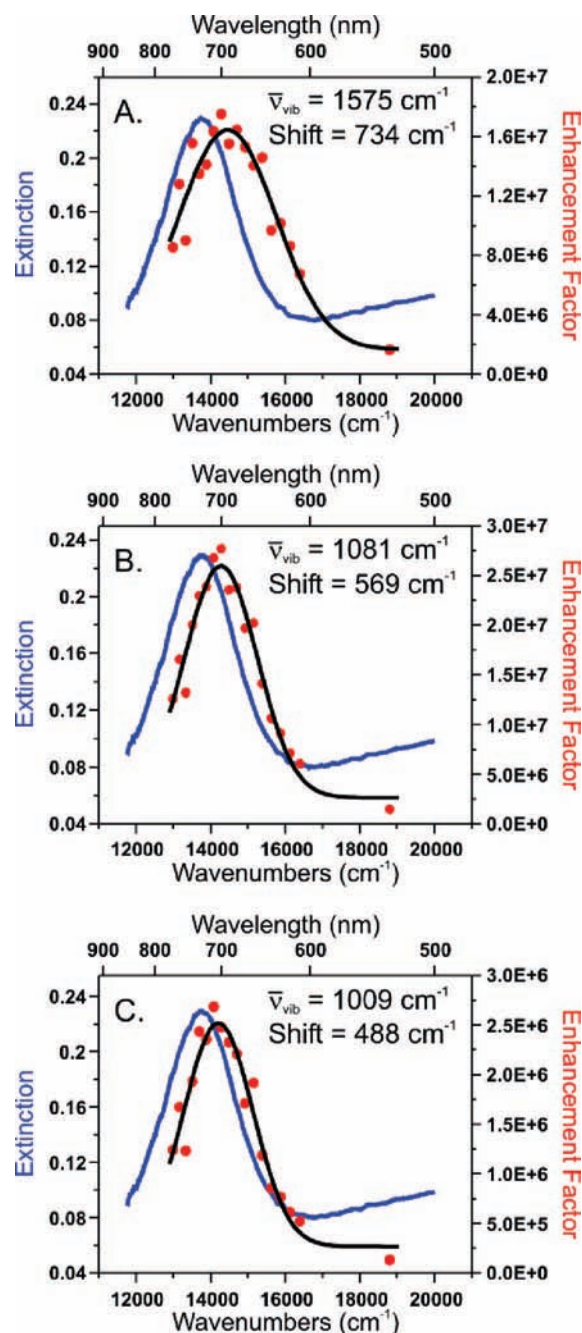 Wavelength (nm)
900 800 700 600 500
A.
ν̅vib = 1575 cm-1
Shift = 734 cm-1
Extinction
0.24
0.2
0.16
0.12
0.08
0.04
Enhancement Factor
2.0E+7
1.6E+7
1.2E+7
8.0E+6
4.0E+6
0.0E+0
12000 14000 16000 18000 20000
Wavenumbers (cm-1)
Wavelength (nm)
900 800 700 600 500
B.
ν̅vib = 1081 cm-1
Shift = 569 cm-1
Extinction
0.24
0.2
0.16
0.12
0.08
0.04
Enhancement Factor
3.0E+7
2.5E+7
2.0E+7
1.5E+7
1.0E+7
5.0E+6
0.0E+0
12000 14000 16000 18000 20000
Wavenumbers (cm-1)
Wavelength (nm)
900 800 700 600 500
C.
ν̅vib = 1009 cm-1
Shift = 488 cm-1
Extinction
0.24
0.2
0.16
0.12
0.08
0.04
Enhancement Factor
3.0E+6
2.5E+6
2.0E+6
1.5E+6
1.0E+6
5.0E+5
0.0E+0
12000 14000 16000 18000 20000
Wavenumbers (cm-1)